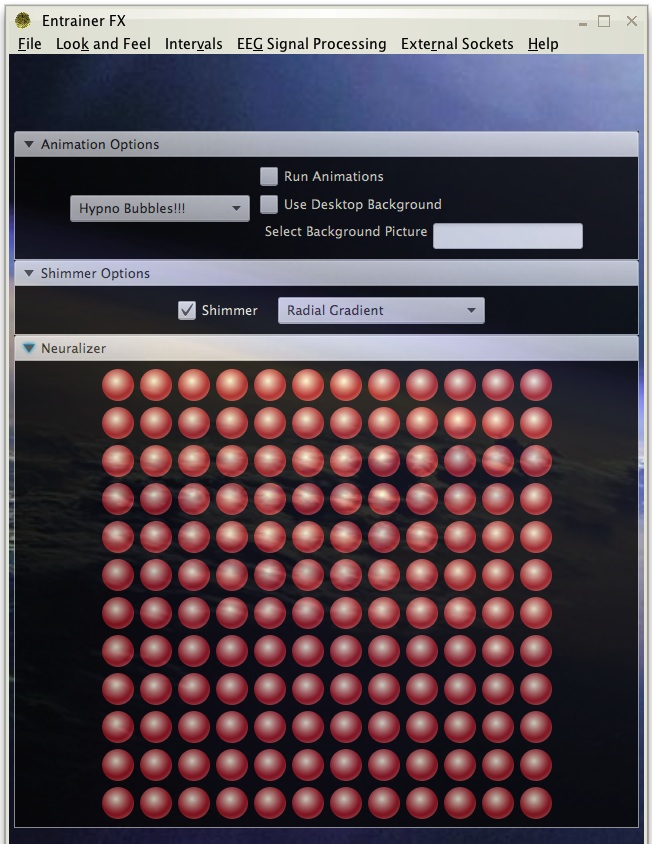 Entrainer FX
File Look and Feel Intervals EEG Signal Processing External Sockets Help
Animation Options
Run Animations
Hypno Bubbles!!!
Use Desktop Background
Select Background Picture
Shimmer Options
Shimmer Radial Gradient
Neuralizer